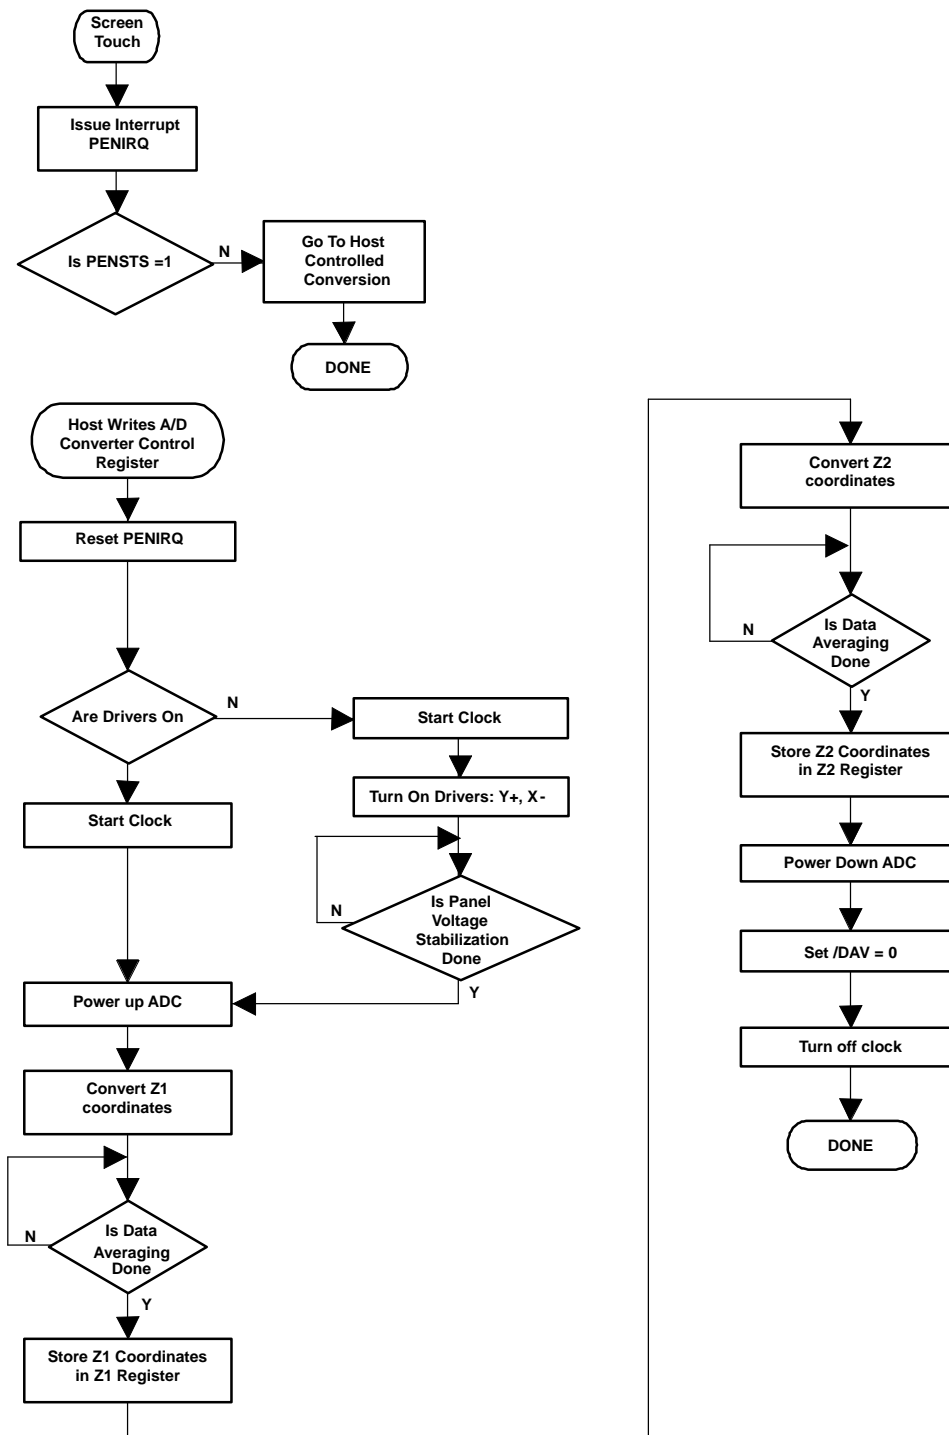 Screen
Touch
Issue Interrupt
PENIRQ
Is PENSTS =1
N
Go To Host
Controlled
Conversion
DONE
Host Writes A/D
Converter Control
Register
Reset PENIRQ
Are Drivers On
N
Start Clock
Turn On Drivers: Y+, X-
Start Clock
Is Panel
Voltage
Stabilization
Done
N
Y
Power up ADC
Convert Z1
coordinates
Is Data
Averaging
Done
N
Y
Store Z1 Coordinates
in Z1 Register
Convert Z2
coordinates
Is Data
Averaging
Done
N
Y
Store Z2 Coordinates
in Z2 Register
Power Down ADC
Set /DAV = 0
Turn off clock
DONE